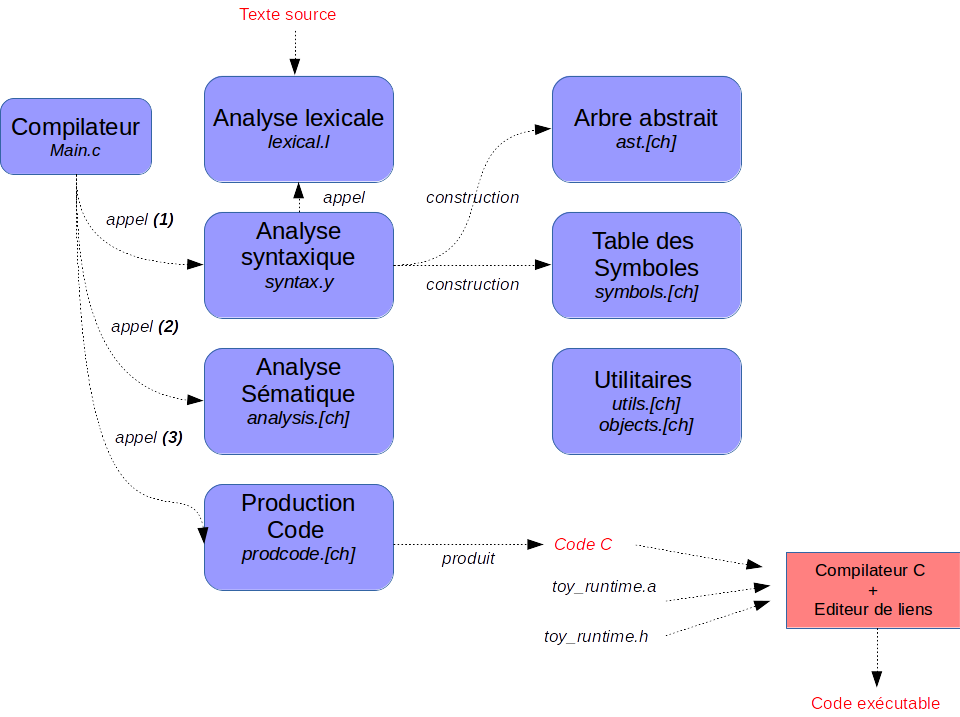 Texte source
Compilateur
Main.c
Analyse lexicale
lexical.l
Arbre abstrait
ast.[ch]
appel
construction
appel (1)
Analyse
syntaxique
syntax.y
Table des
Symboles
symbols.[ch]
construction
appel (2)
Analyse
Sématique
analysis.[ch]
Utilitaires
utils.[ch]
objects.[ch]
appel (3)
Production
Code
prodcode.[ch]
produit
Code C
toy_runtime.a
toy_runtime.h
Compilateur C
+
Editeur de liens
Code exécutable